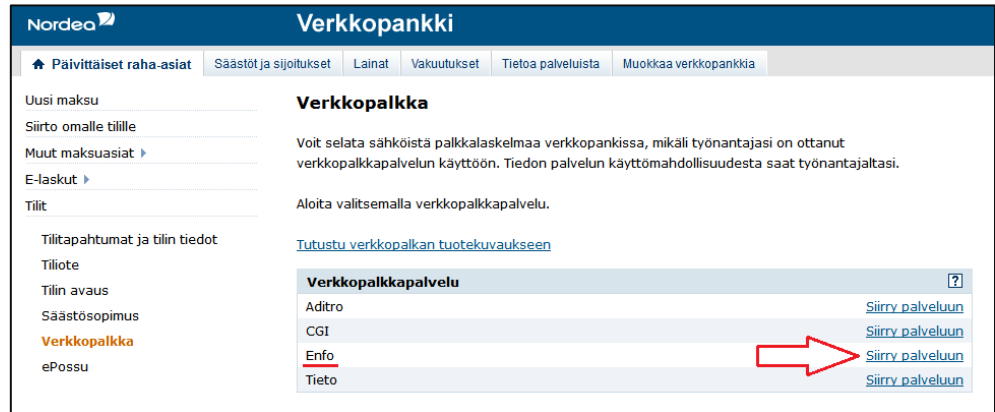 Nordea
Verkkopankki
Päivittäiset raha-asiat
Säästöt ja sijoitukset
Lainat
Vakuutukset
Tietoa palveluista
Muokkaa verkkopankkia
Uusi maksu
Siirto omalle tilille
Muut maksuasiat
E-laskut
Tilit
Tilitapahtumat ja tilin tiedot
Tiliote
Tilin avaus
Säästösopimus
Verkkopalkka
ePossu
Verkkopalkka
Voit selata sähköistä palkkalaskelmaa verkkopankissa, mikäli työnantajasi on ottanut
verkkopalkkapalvelun käyttöön. Tiedon palvelun käyttömahdollisuudesta saat työnantajaltasi.
Aloita valitsemalla verkkopalkkapalvelu.
Tutustu verkkopalkan tuotekuvaukseen
Verkkopalkkapalvelu ?
Aditro Siirry palveluun
CGI Siirry palveluun
Enfo Siirry palveluun
Tieto Siirry palveluun